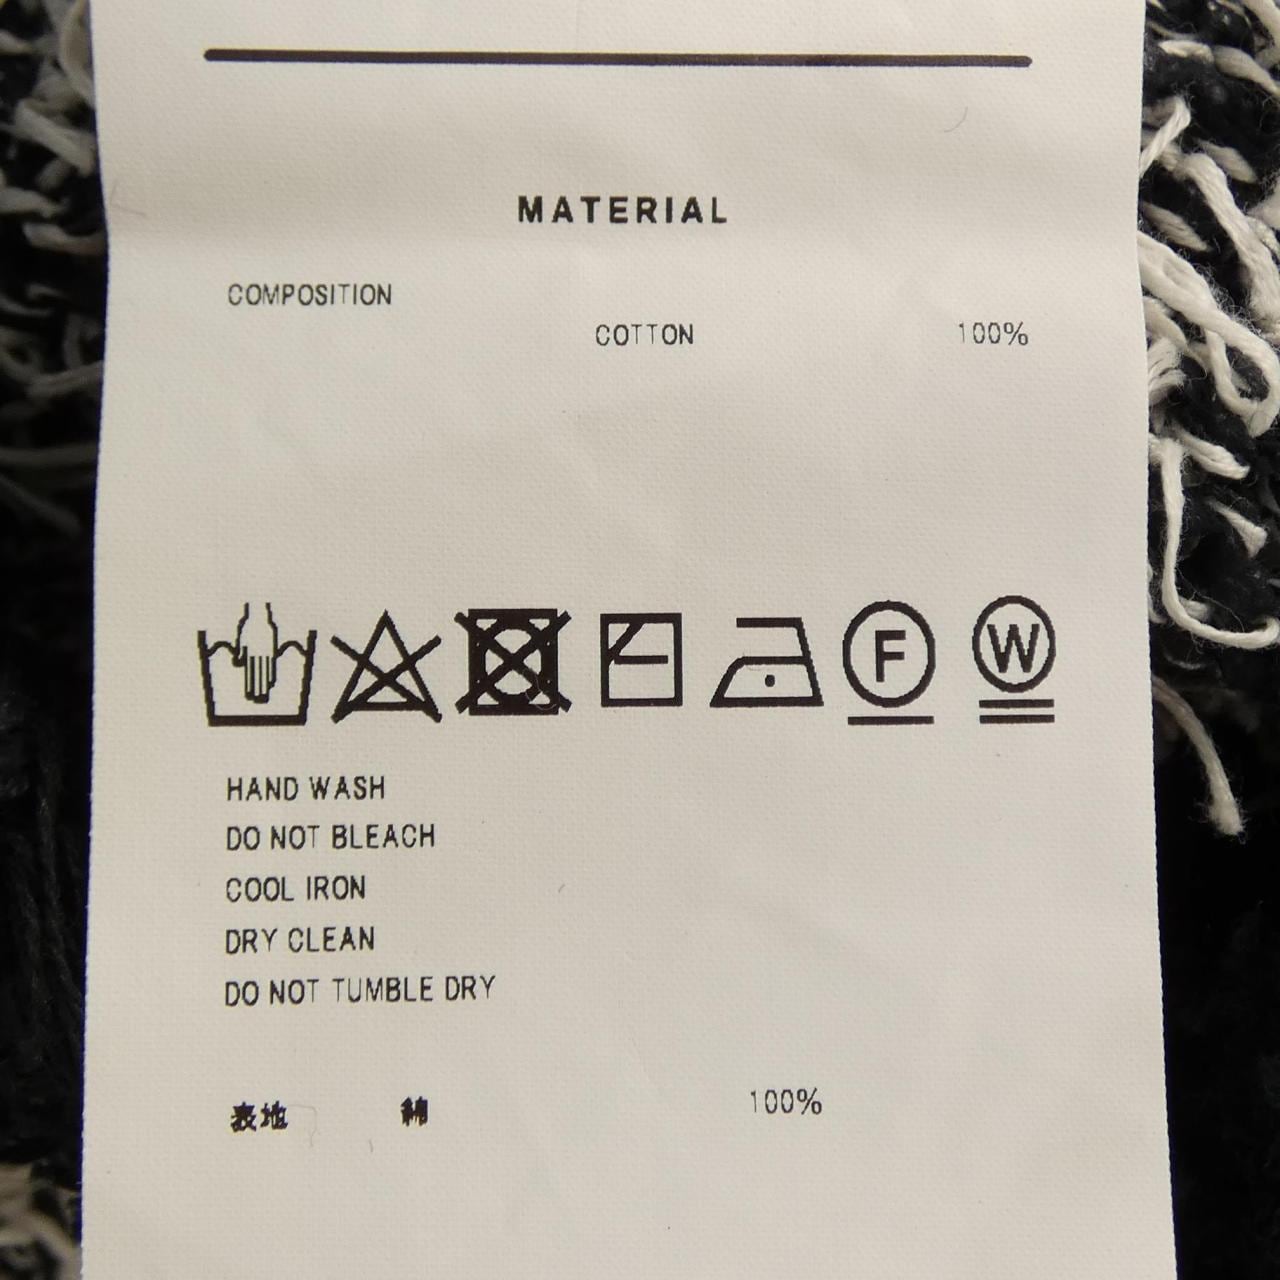 MATERIAL
COMPOSITION
COTTON 100%
F W
HAND WASH
DO NOT BLEACH
COOL IRON
DRY CLEAN
DO NOT TUMBLE DRY
表地 綿 100%